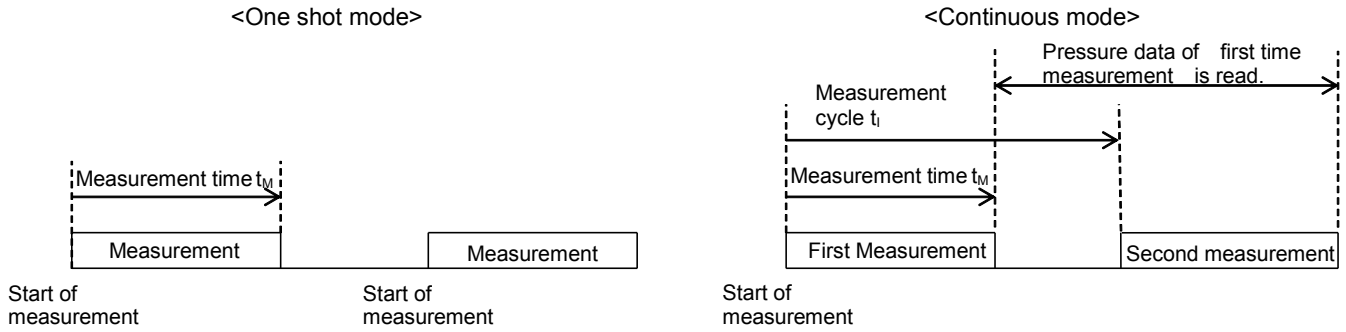 <One shot mode>
Measurement time tM
Measurement
Measurement
Start of
measurement
Start of
measurement
<Continuous mode>
Pressure data of first time
measurement is read.
Measurement
cycle tI
Measurement time tM
First Measurement
Second measurement
Start of
measurement